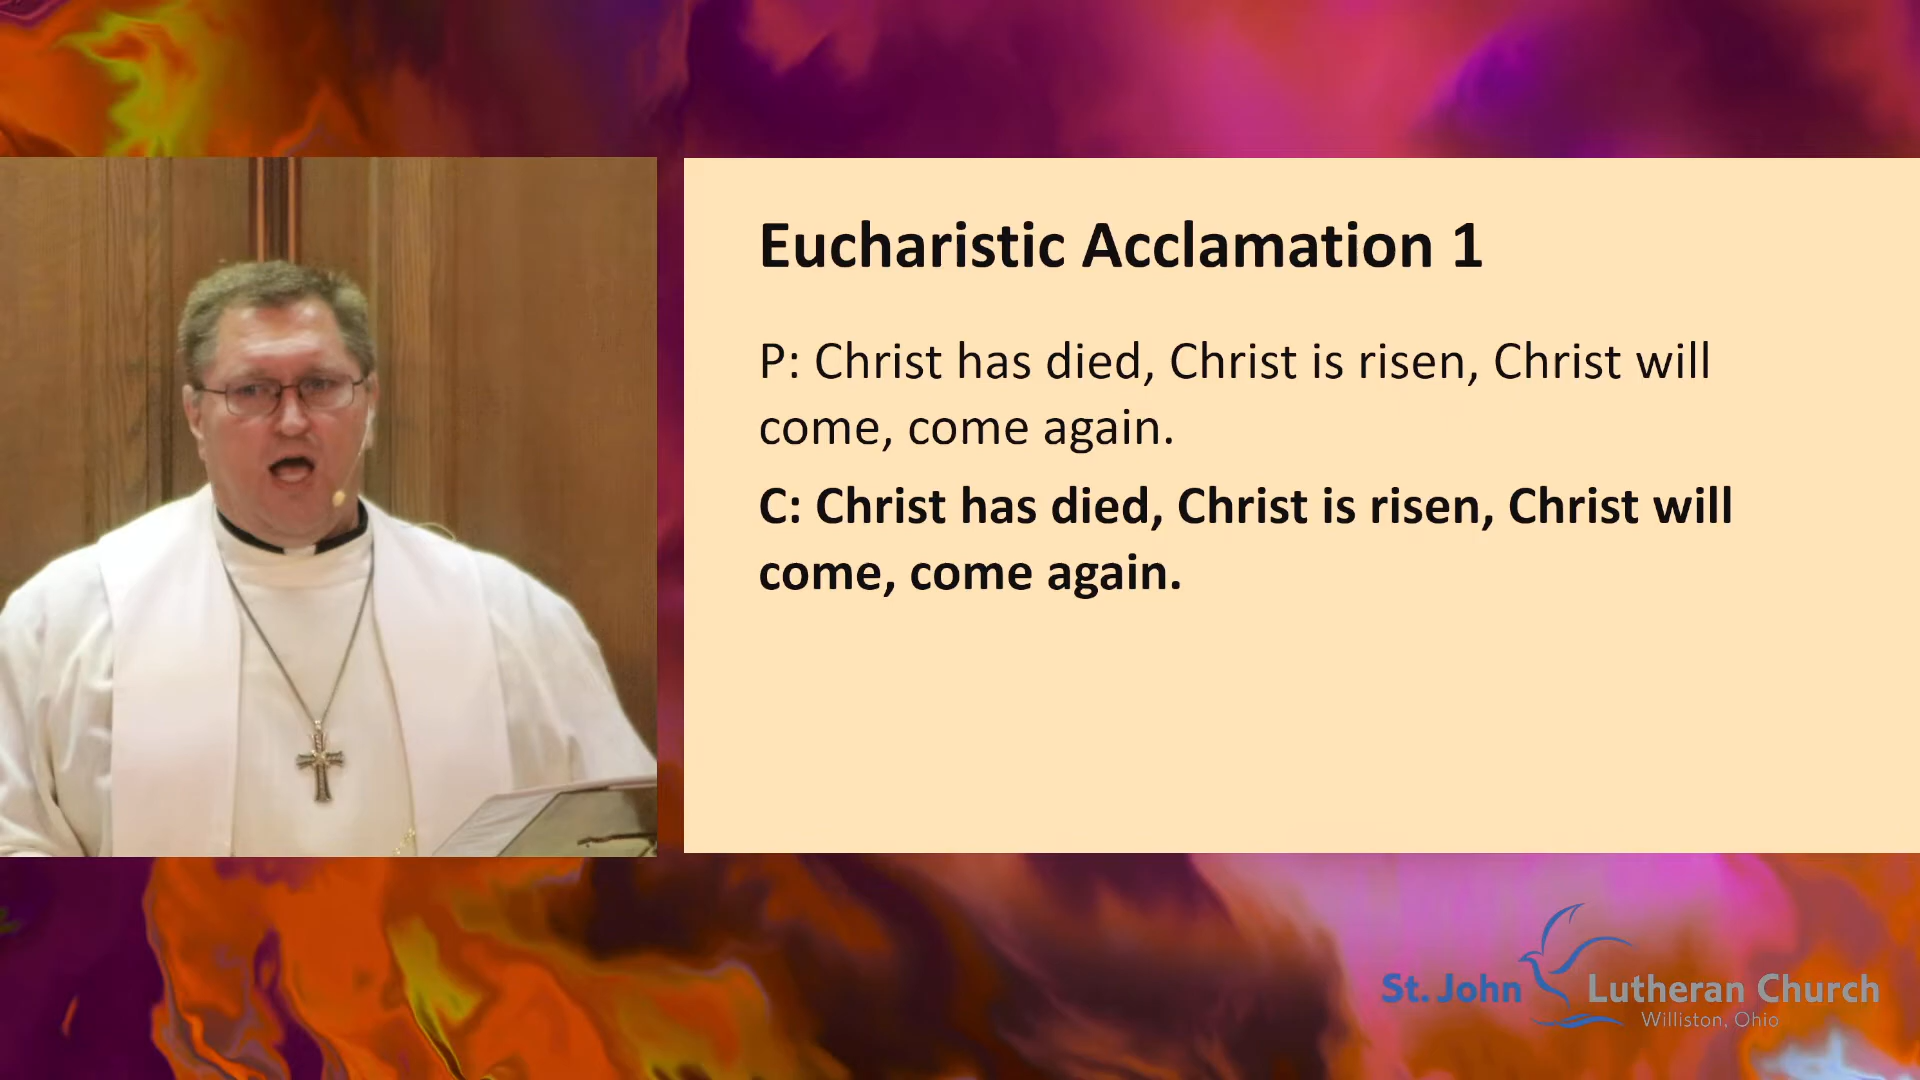 Eucharistic Acclamation 1
P: Christ has died, Christ is risen, Christ will
come, come again.
C: Christ has died, Christ is risen, Christ will
come, come again.
St. John Lutheran Church
Williston, Ohio